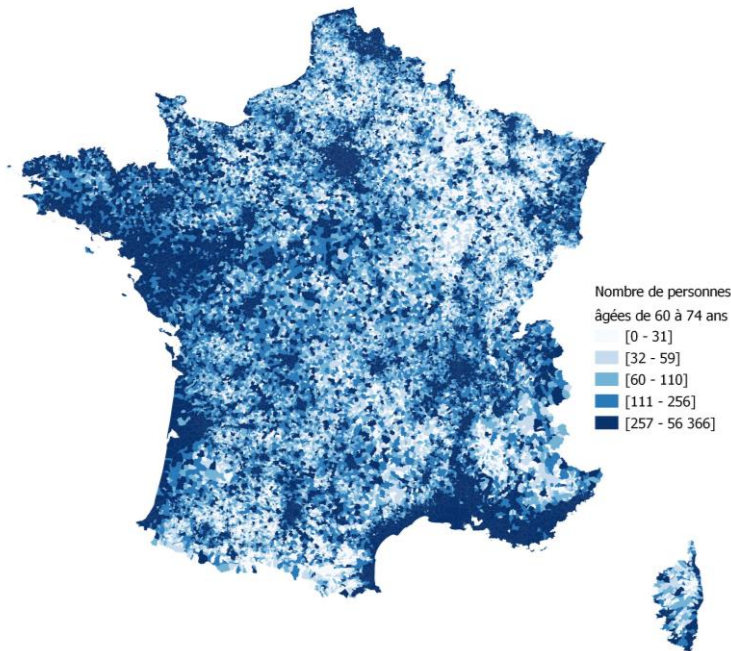 Nombre de personnes
âgées de 60 à 74 ans
[0 - 31]
[32 - 59]
[60 - 110]
[111 - 256]
[257 - 56 366]